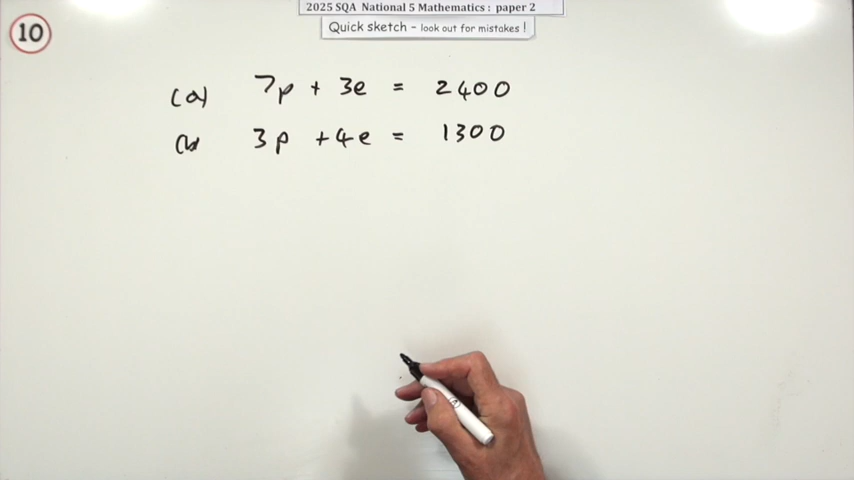 2025 SQA National 5 Mathematics : paper 2
Quick sketch - look out for mistakes !
10
(a) 7p + 3e = 2400
(b) 3p + 4e = 1300